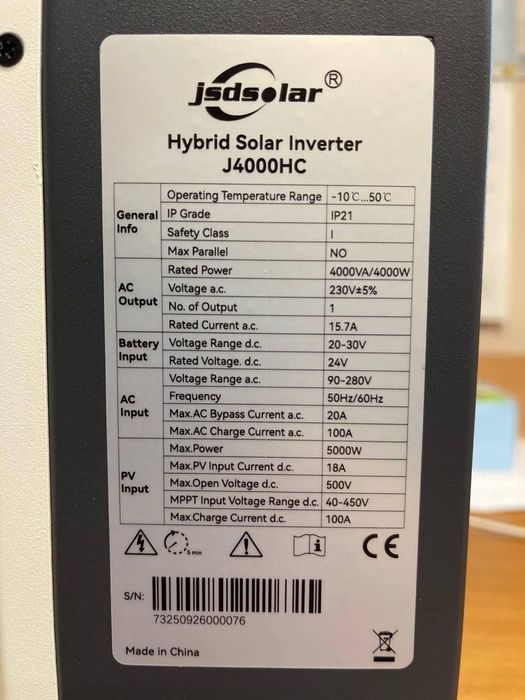 jsdsolar®
Hybrid Solar Inverter
J4000HC
General Info
Operating Temperature Range -10℃...50℃
IP Grade IP21
Safety Class I
Max Parallel NO
AC Output
Rated Power 4000VA/4000W
Voltage a.c. 230V±5%
No. of Output 1
Rated Current a.c. 15.7A
Battery Input
Voltage Range d.c. 20-30V
Rated Voltage. d.c. 24V
AC Input
Voltage Range a.c. 90-280V
Frequency 50Hz/60Hz
Max.AC Bypass Current a.c. 20A
Max.AC Charge Current a.c. 100A
PV Input
Max.Power 5000W
Max.PV Input Current d.c. 18A
Max.Open Voltage d.c. 500V
MPPT Input Voltage Range d.c. 40-450V
Max.Charge Current d.c. 100A
5min
i
CE
S/N:
73250926000076
Made in China